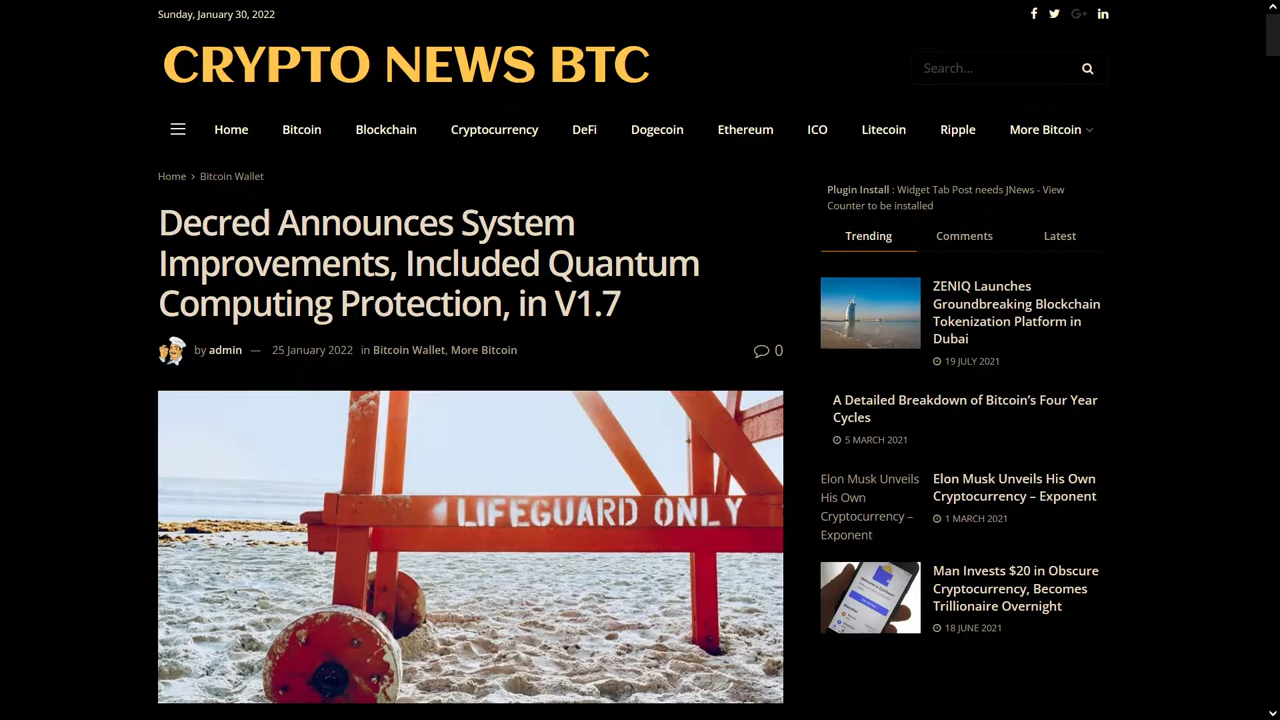 Sunday, January 30, 2022
CRYPTO NEWS BTC
Search...
Home
Bitcoin
Blockchain
Cryptocurrency
DeFi
Dogecoin
Ethereum
ICO
Litecoin
Ripple
More Bitcoin
Home > Bitcoin Wallet
Decred Announces System
Improvements, Included Quantum
Computing Protection, in V1.7
by admin — 25 January 2022 in Bitcoin Wallet, More Bitcoin
0
LIFEGUARD ONLY
Plugin Install : Widget Tab Post needs JNews - View
Counter to be installed
Trending
Comments
Latest
ZENIQ Launches
Groundbreaking Blockchain
Tokenization Platform in
Dubai
19 JULY 2021
A Detailed Breakdown of Bitcoin's Four Year
Cycles
5 MARCH 2021
Elon Musk Unveils
His Own
Cryptocurrency –
Exponent
Elon Musk Unveils His Own
Cryptocurrency – Exponent
1 MARCH 2021
Man Invests $20 in Obscure
Cryptocurrency, Becomes
Trillionaire Overnight
18 JUNE 2021